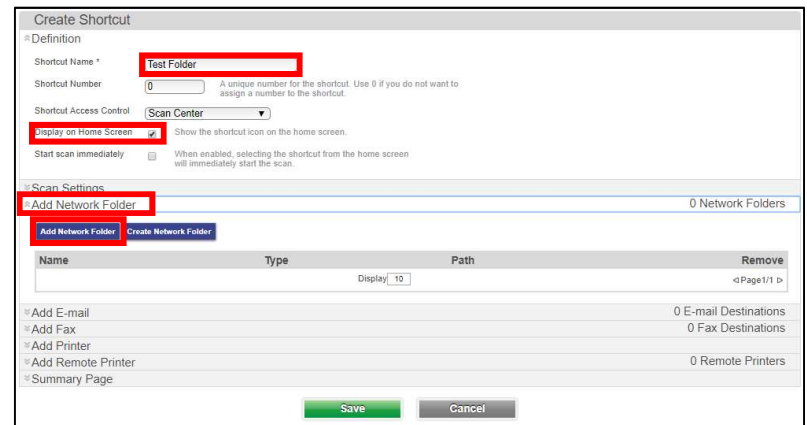 Create Shortcut
Definition
Shortcut Name * Test Folder
Shortcut Number 0 A unique number for the shortcut. Use 0 if you do not want to
assign a number to the shortcut.
Shortcut Access Control Scan Center
Display on Home Screen Show the shortcut icon on the home screen.
Start scan immediately When enabled, selecting the shortcut from the home screen
will immediately start the scan.
Scan Settings
Add Network Folder 0 Network Folders
Add Network Folder Create Network Folder
Name Type Path Remove
Display 10 Page1/1
Add E-mail 0 E-mail Destinations
Add Fax 0 Fax Destinations
Add Printer
Add Remote Printer 0 Remote Printers
Summary Page
Save Cancel